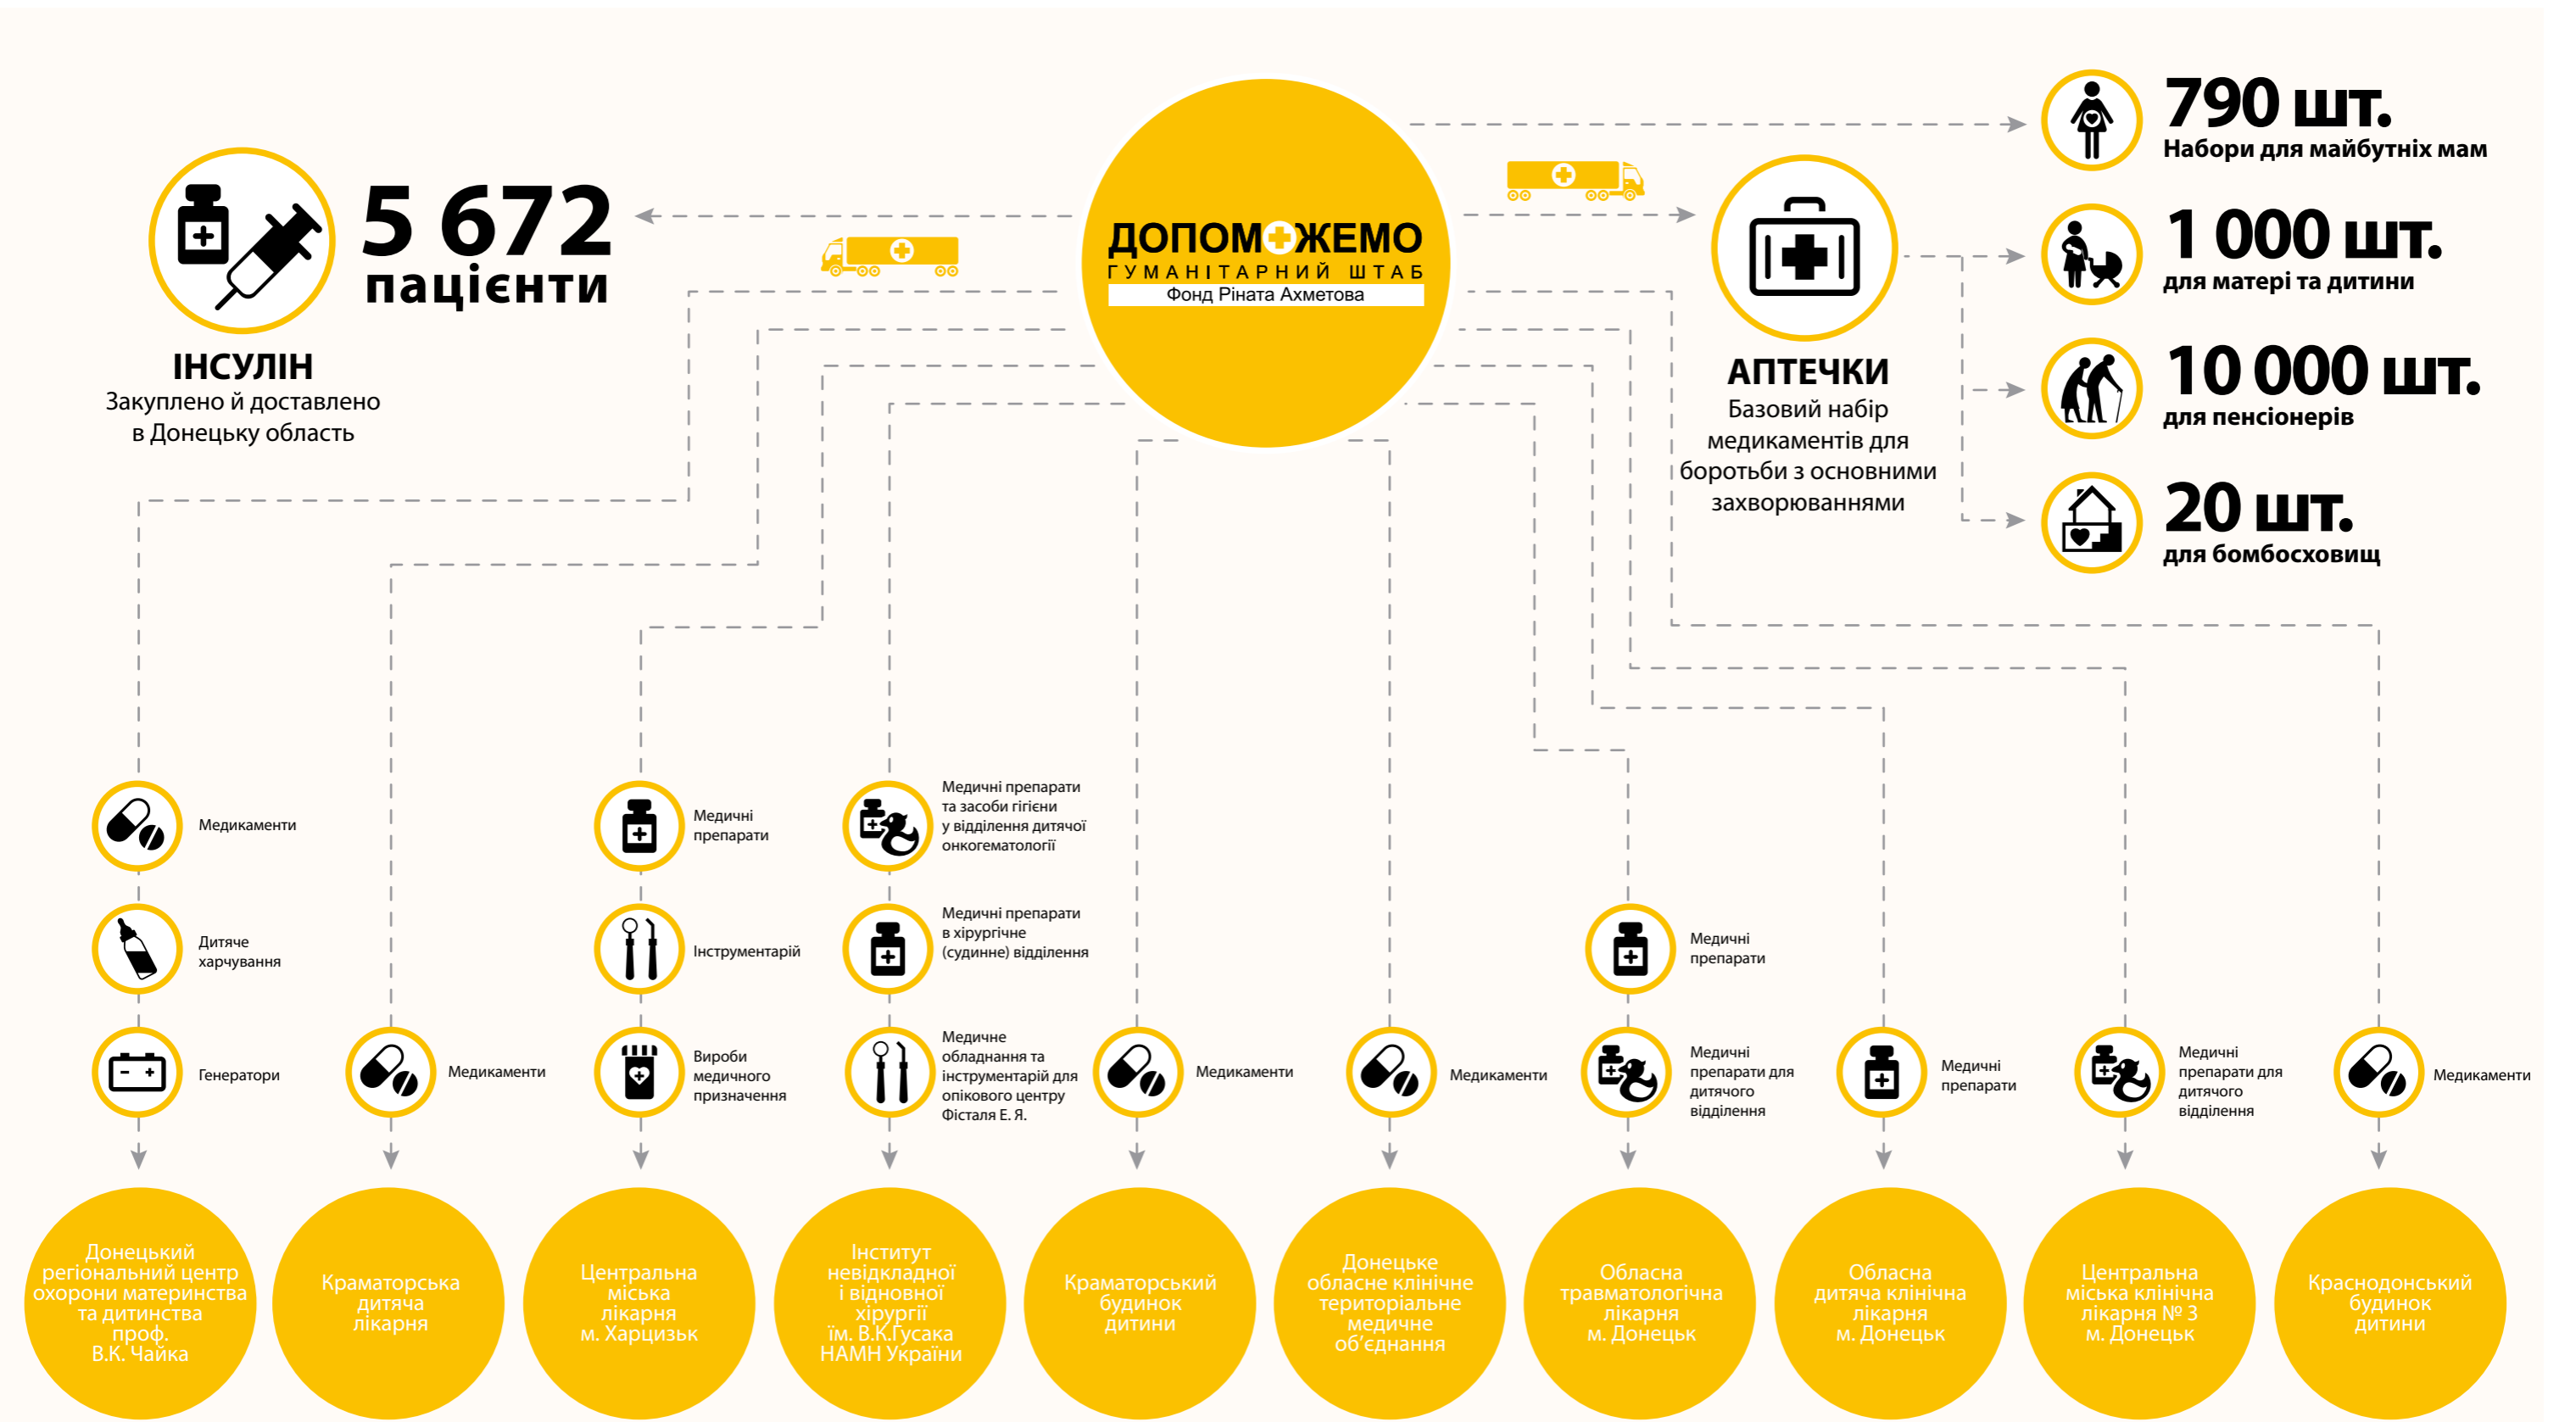 ДОПОМОЖЕМО
ГУМАНІТАРНИЙ ШТАБ
Фонд Ріната Ахметова
5 672
пацієнти
ІНСУЛІН
Закуплено й доставлено
в Донецьку область
АПТЕЧКИ
Базовий набір
медикаментів для
боротьби з основними
захворюваннями
790 шт.
Набори для майбутніх мам
1 000 шт.
для матері та дитини
10 000 шт.
для пенсіонерів
20 шт.
для бомбосховищ
Медикаменти
Дитяче
харчування
Генератори
Медикаменти
Медичні
препарати
Інструментарій
Вироби
медичного
призначення
Медичні препарати
та засоби гігієни
у відділення дитячої
онкогематології
Медичні препарати
в хірургічне
(судинне) відділення
Медичне
обладнання та
інструментарій для
опікового центру
Фісталя Е. Я.
Медикаменти
Медикаменти
Медичні
препарати
Медичні
препарати для
дитячого
відділення
Медичні
препарати
Медичні
препарати для
дитячого
відділення
Медикаменти
Донецький
регіональний центр
охорони материнства
та дитинства
проф.
В.К. Чайка
Краматорська
дитяча
лікарня
Центральна
міська
лікарня
м. Харцизьк
Інститут
невідкладної
і відновної
хірургії
їм. В.К.Гусака
НАМН України
Краматорський
будинок
дитини
Донецьке
обласне клінічне
територіальне
медичне
об'єднання
Обласна
травматологічна
лікарня
м. Донецьк
Обласна
дитяча клінічна
лікарня
м. Донецьк
Центральна
міська клінічна
лікарня № 3
м. Донецьк
Краснодонський
будинок
дитини